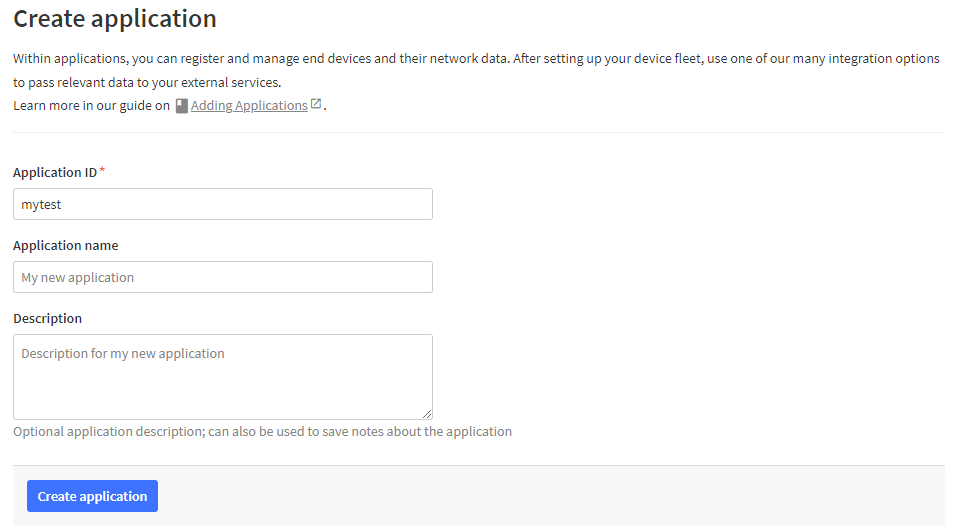 Create application
Within applications, you can register and manage end devices and their network data. After setting up your device fleet, use one of our many integration options
to pass relevant data to your external services.
Learn more in our guide on Adding Applications.
Application ID*
mytest
Application name
My new application
Description
Description for my new application
Optional application description; can also be used to save notes about the application
Create application